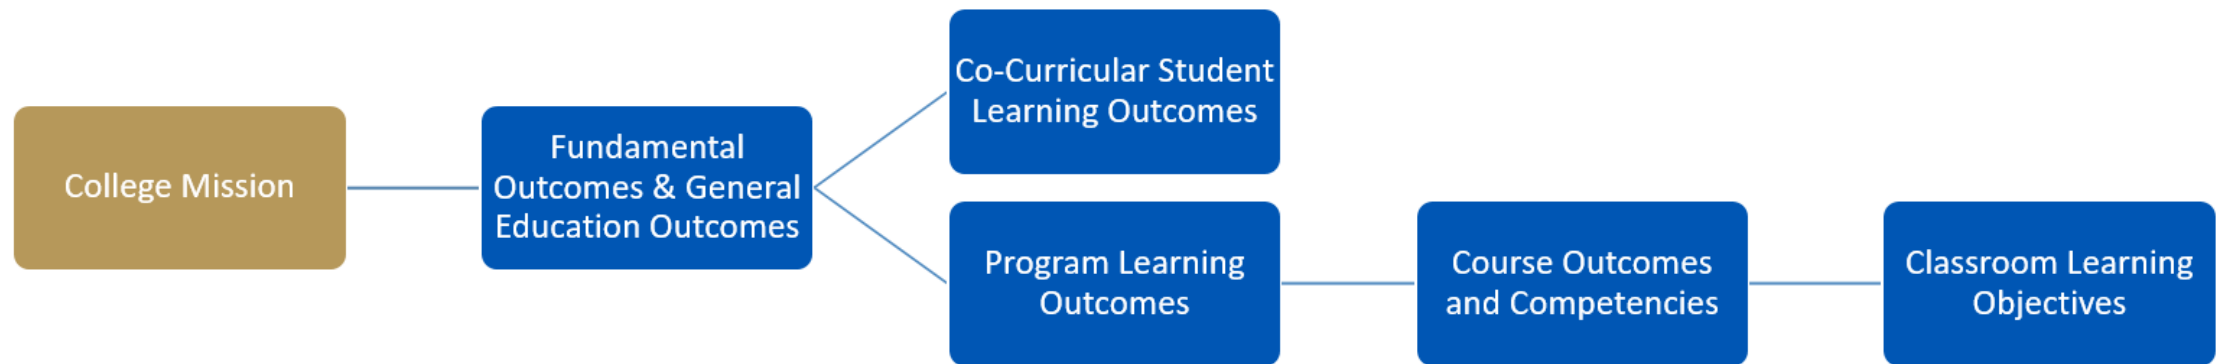 College Mission
Fundamental
Outcomes & General
Education Outcomes
Co-Curricular Student
Learning Outcomes
Program Learning
Outcomes
Course Outcomes
and Competencies
Classroom Learning
Objectives